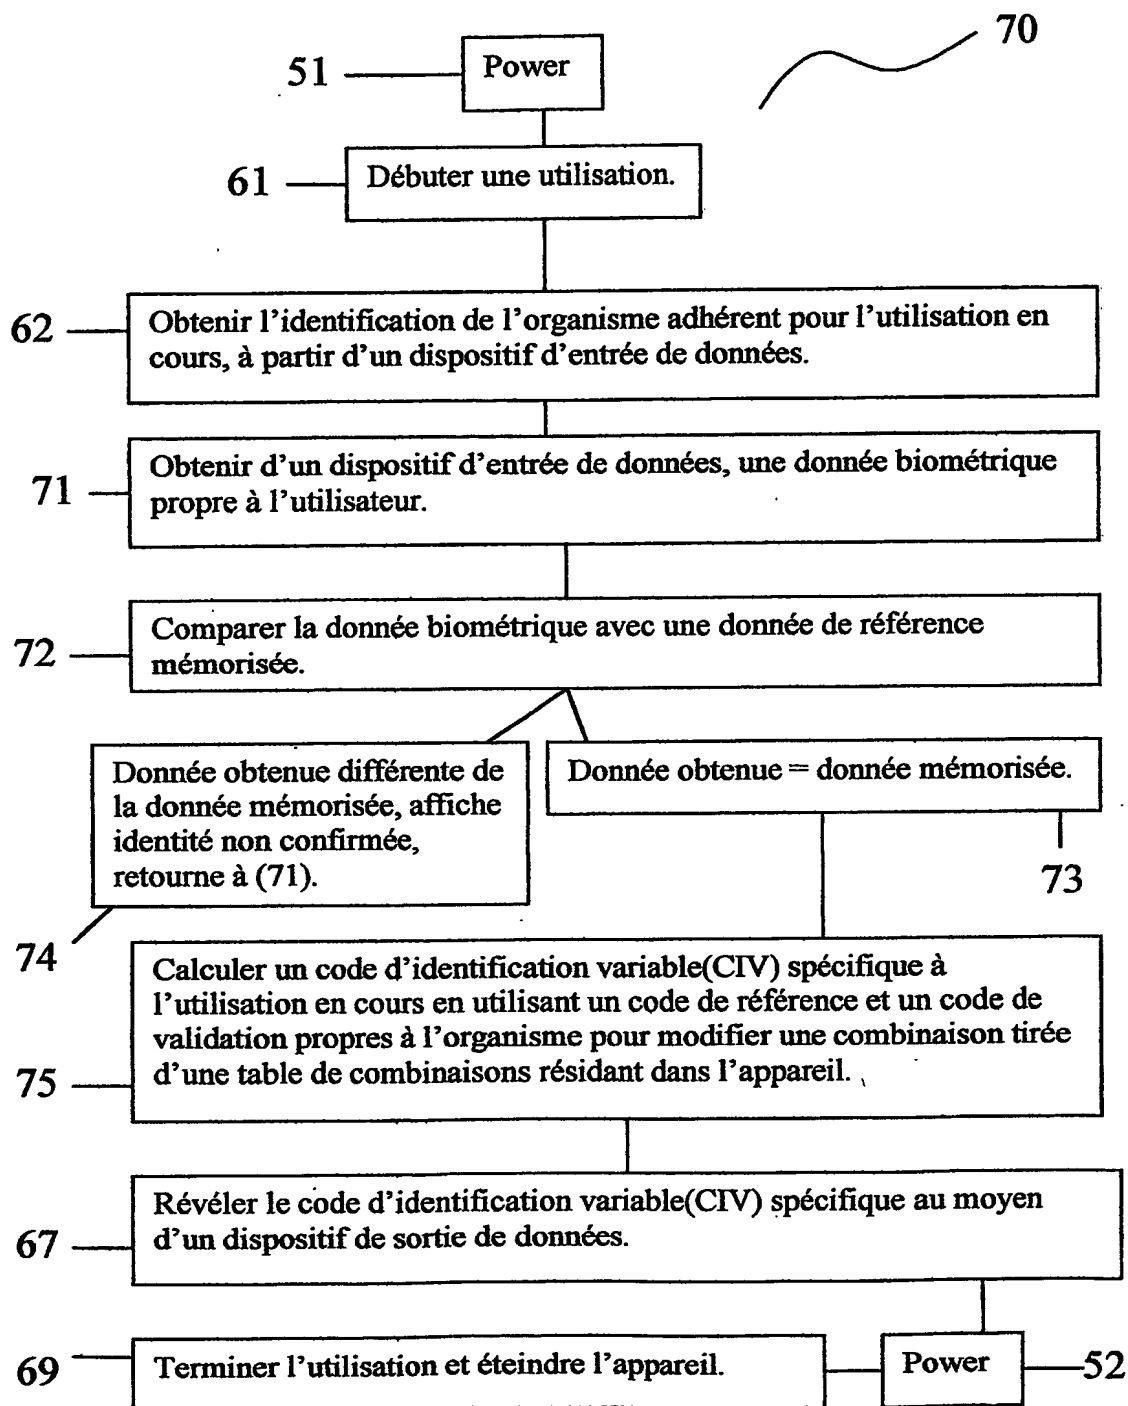 70
51
Power
61
Débuter une utilisation.
62
Obtenir l'identification de l'organisme adhérent pour l'utilisation en
cours, à partir d'un dispositif d'entrée de données.
71
Obtenir d'un dispositif d'entrée de données, une donnée biométrique
propre à l'utilisateur.
72
Comparer la donnée biométrique avec une donnée de référence
mémorisée.
Donnée obtenue différente de
la donnée mémorisée, affiche
identité non confirmée,
retourne à (71).
74
Donnée obtenue = donnée mémorisée.
73
Calculer un code d'identification variable(CIV) spécifique à
l'utilisation en cours en utilisant un code de référence et un code de
validation propres à l'organisme pour modifier une combinaison tirée
d'une table de combinaisons résidant dans l'appareil.
75
Révéler le code d'identification variable(CIV) spécifique au moyen
d'un dispositif de sortie de données.
67
69
Terminer l'utilisation et éteindre l'appareil.
Power
52